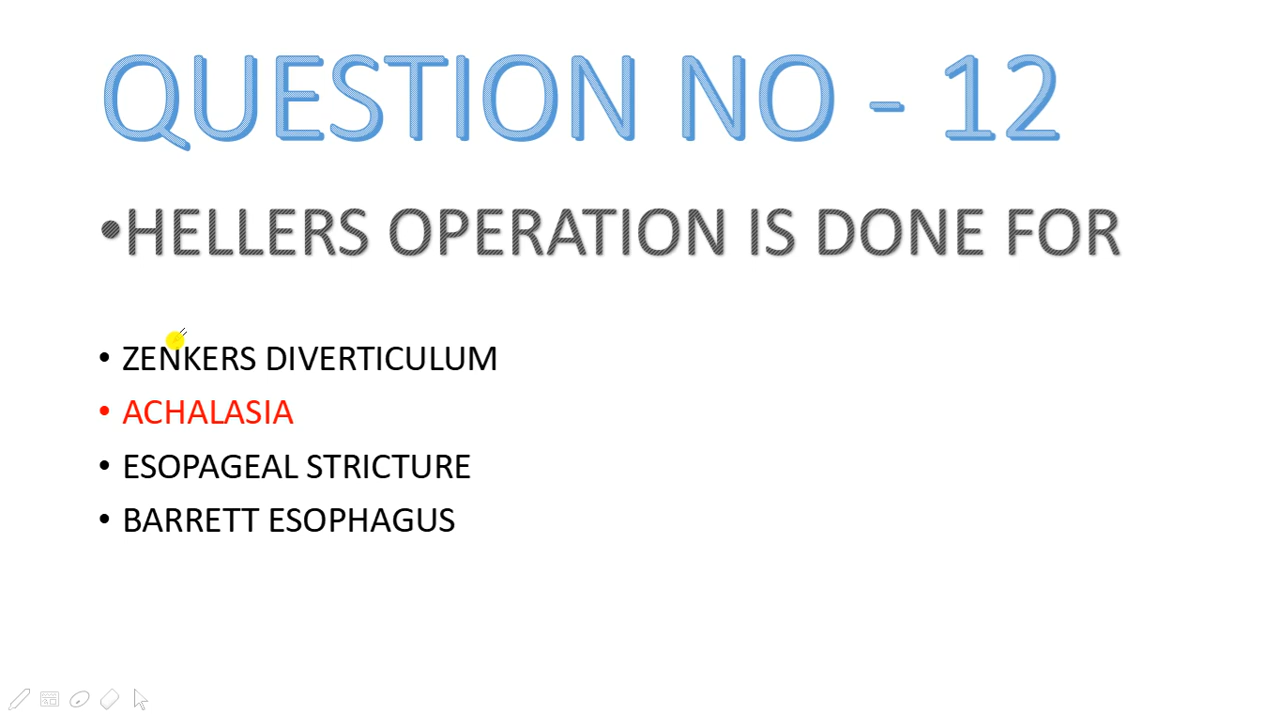 QUESTION NO - 12
•HELLERS OPERATION IS DONE FOR
• ZENKERS DIVERTICULUM
• ACHALASIA
• ESOPAGEAL STRICTURE
• BARRETT ESOPHAGUS